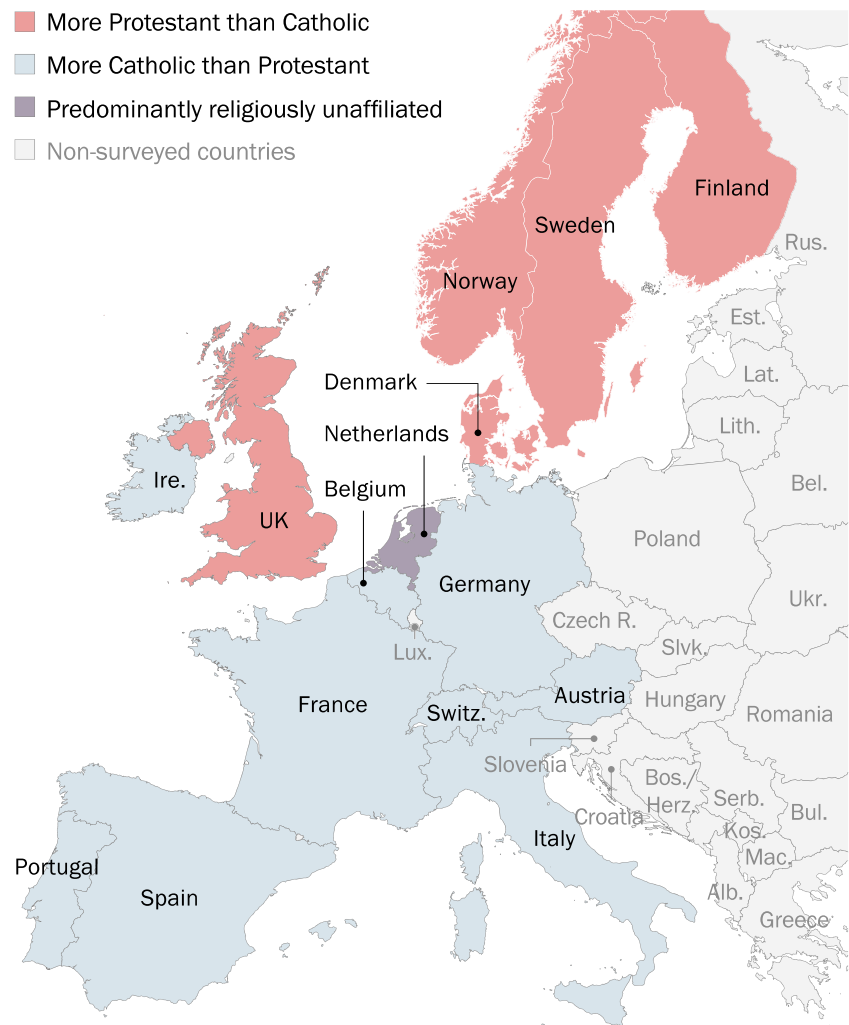 More Protestant than Catholic
More Catholic than Protestant
Predominantly religiously unaffiliated
Non-surveyed countries
Finland
Sweden
Rus.
Norway
Est.
Denmark
Lat.
Netherlands
Lith.
Ire.
Belgium
Bel.
UK
Poland
Germany
Ukr.
Czech R.
Lux.
Slvk.
Austria
France
Switz.
Hungary
Romania
Slovenia
Bos./
Herz.
Serb.
Croatia
Bul.
Kos.
Italy
Mac.
Portugal
Spain
Alb.
Greece